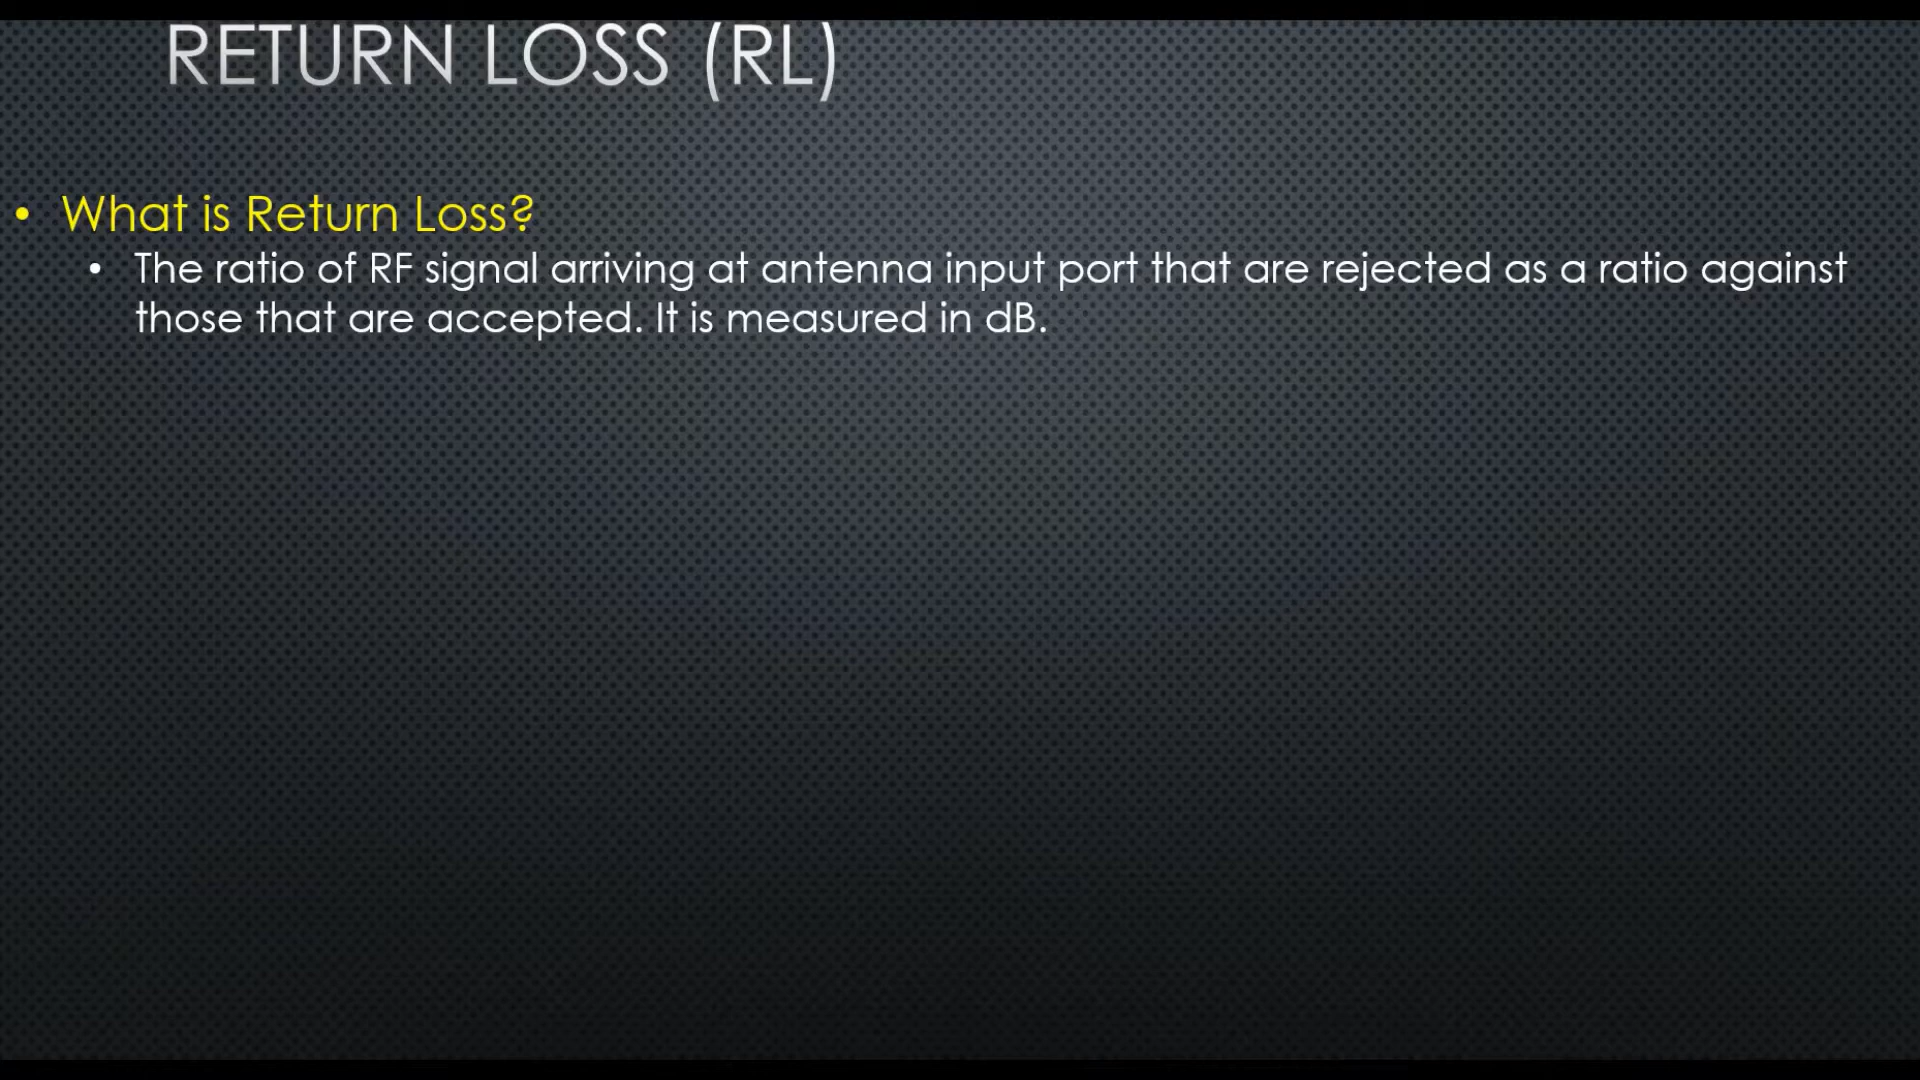 RETURN LOSS (RL)
• What is Return Loss?
• The ratio of RF signal arriving at antenna input port that are rejected as a ratio against
those that are accepted. It is measured in dB.